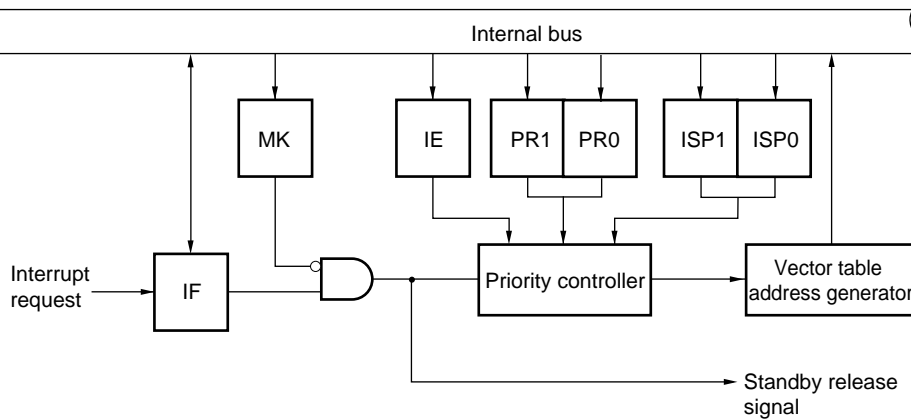 Internal bus
MK
IE
PR1
PR0
ISP1
ISP0
Interrupt
request
IF
Priority controller
Vector table
address generator
Standby release
signal